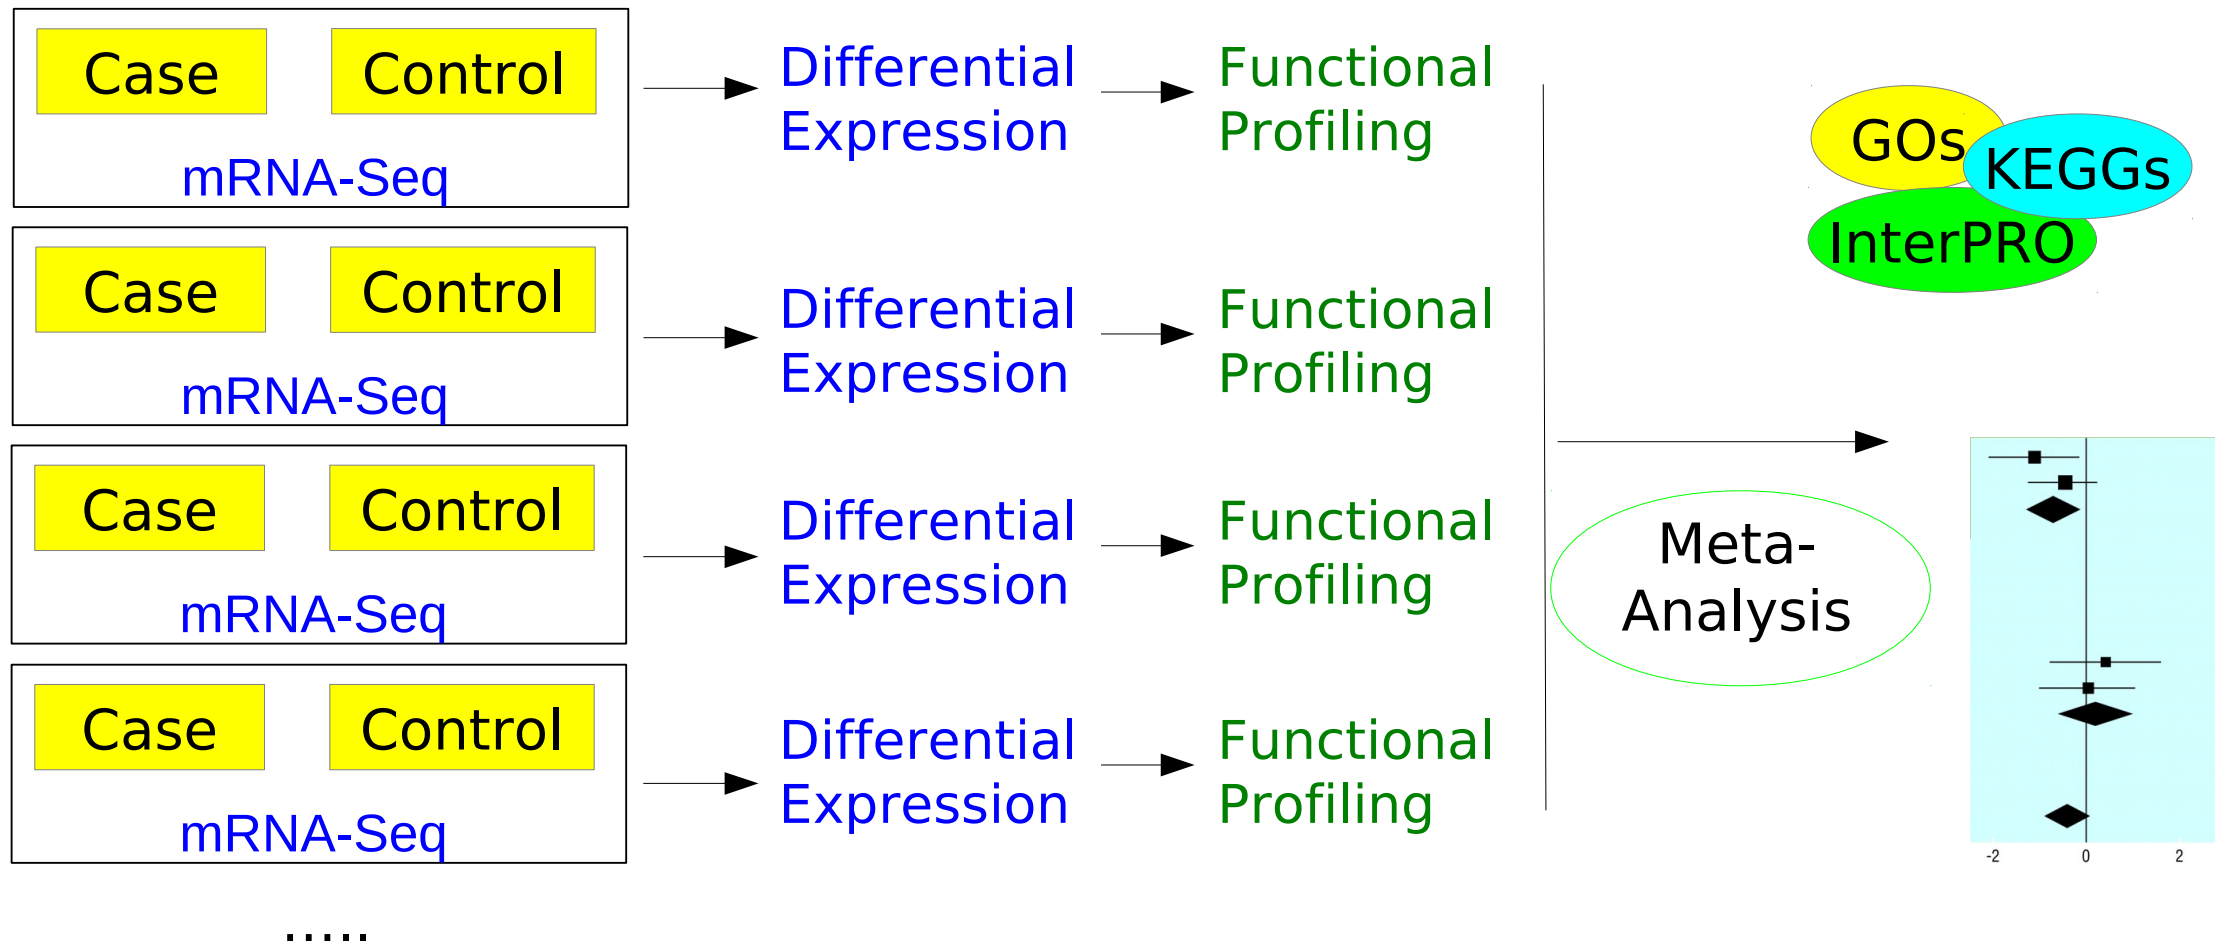 Case Control
mRNA-Seq
Differential
Expression
Functional
Profiling
Case Control
mRNA-Seq
Differential
Expression
Functional
Profiling
Case Control
mRNA-Seq
Differential
Expression
Functional
Profiling
Case Control
mRNA-Seq
Differential
Expression
Functional
Profiling
.....
GOs
KEGGs
InterPRO
Meta-
Analysis
-2 0 2